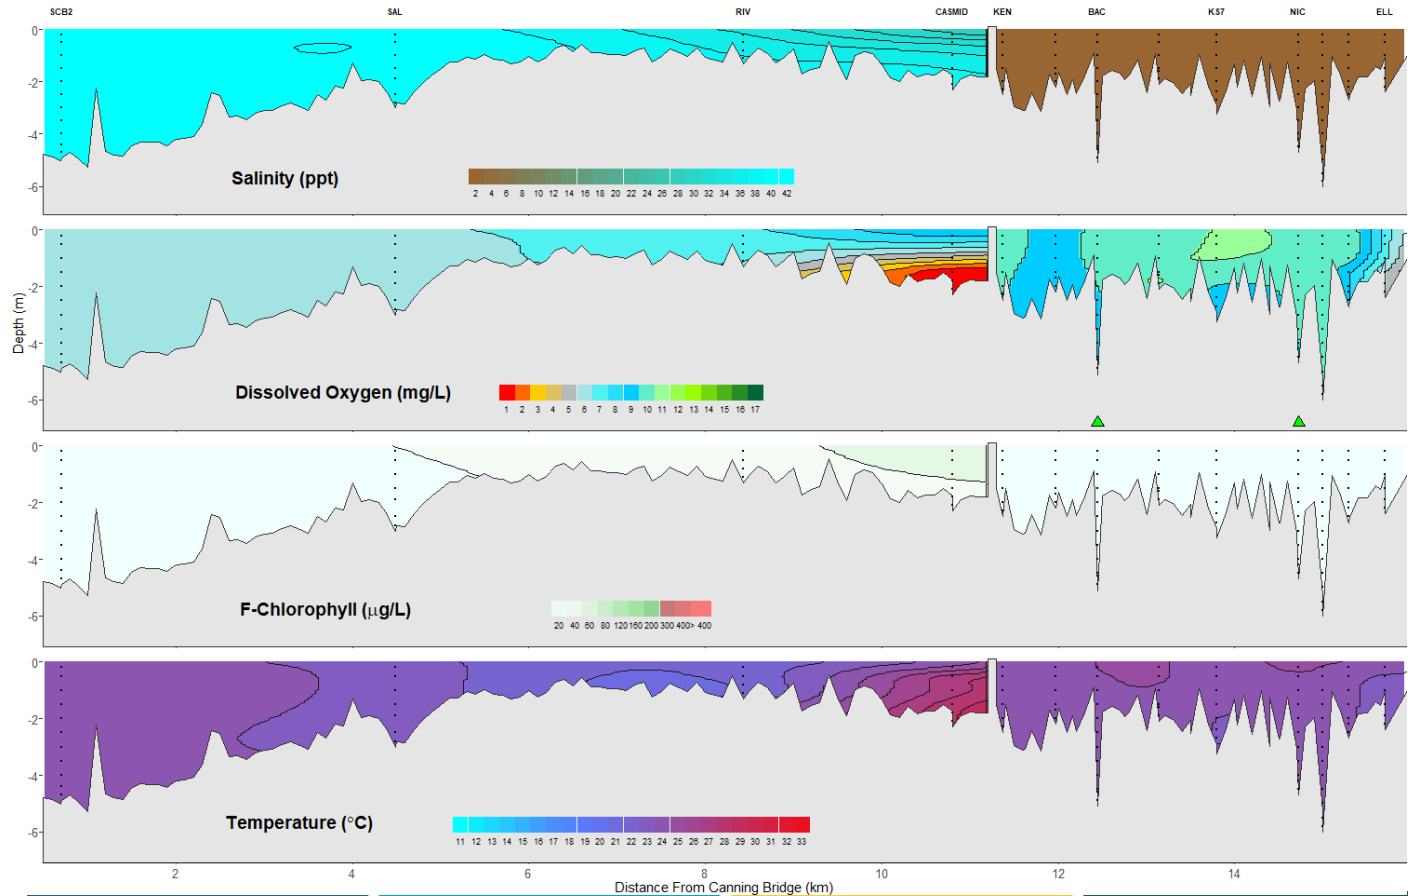 SCB2 SAL RIV CASMID KEN BAC KS7 NIC ELL
0
-2
-4
-6
Salinity (ppt)
2 4 6 8 10 12 14 16 18 20 22 24 26 28 30 32 34 36 38 40 42
0
-2
-4
-6
Depth (m)
Dissolved Oxygen (mg/L)
1 2 3 4 5 6 7 8 9 10 11 12 13 14 15 16 17
0
-2
-4
-6
F-Chlorophyll (μg/L)
20 40 60 80 120 160 200 300 400 > 400
0
-2
-4
-6
Temperature (°C)
11 12 13 14 15 16 17 18 19 20 21 22 23 24 25 26 27 28 29 30 31 32 33
2 4 6 8 10 12 14
Distance From Canning Bridge (km)